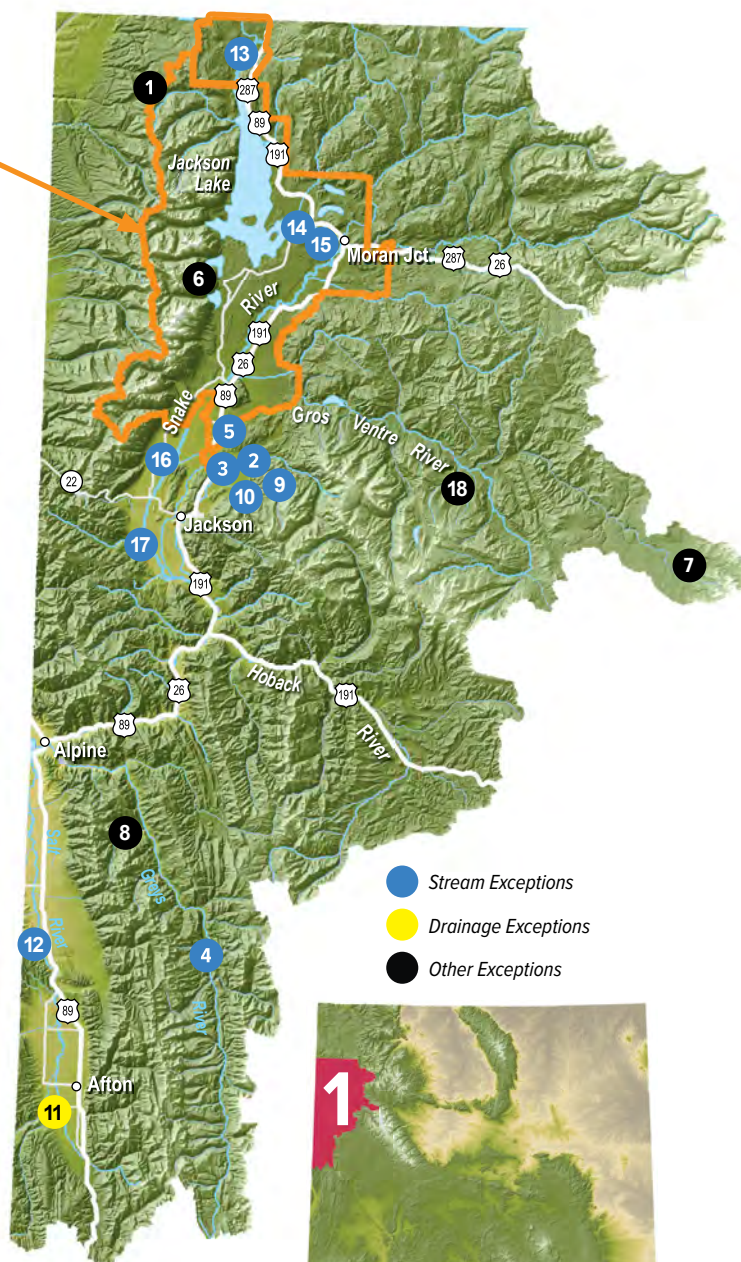 13
1
287
89
Jackson
Lake
191
14
15
Moran Jct.
287
26
6
River
191
26
89
Snake
Gros Ventre River
5
16
3
2
9
10
18
22
Jackson
17
7
191
26
Hoback River
191
89
Alpine
8
Salt River
Greys River
12
4
89
Afton
11
Stream Exceptions
Drainage Exceptions
Other Exceptions
1